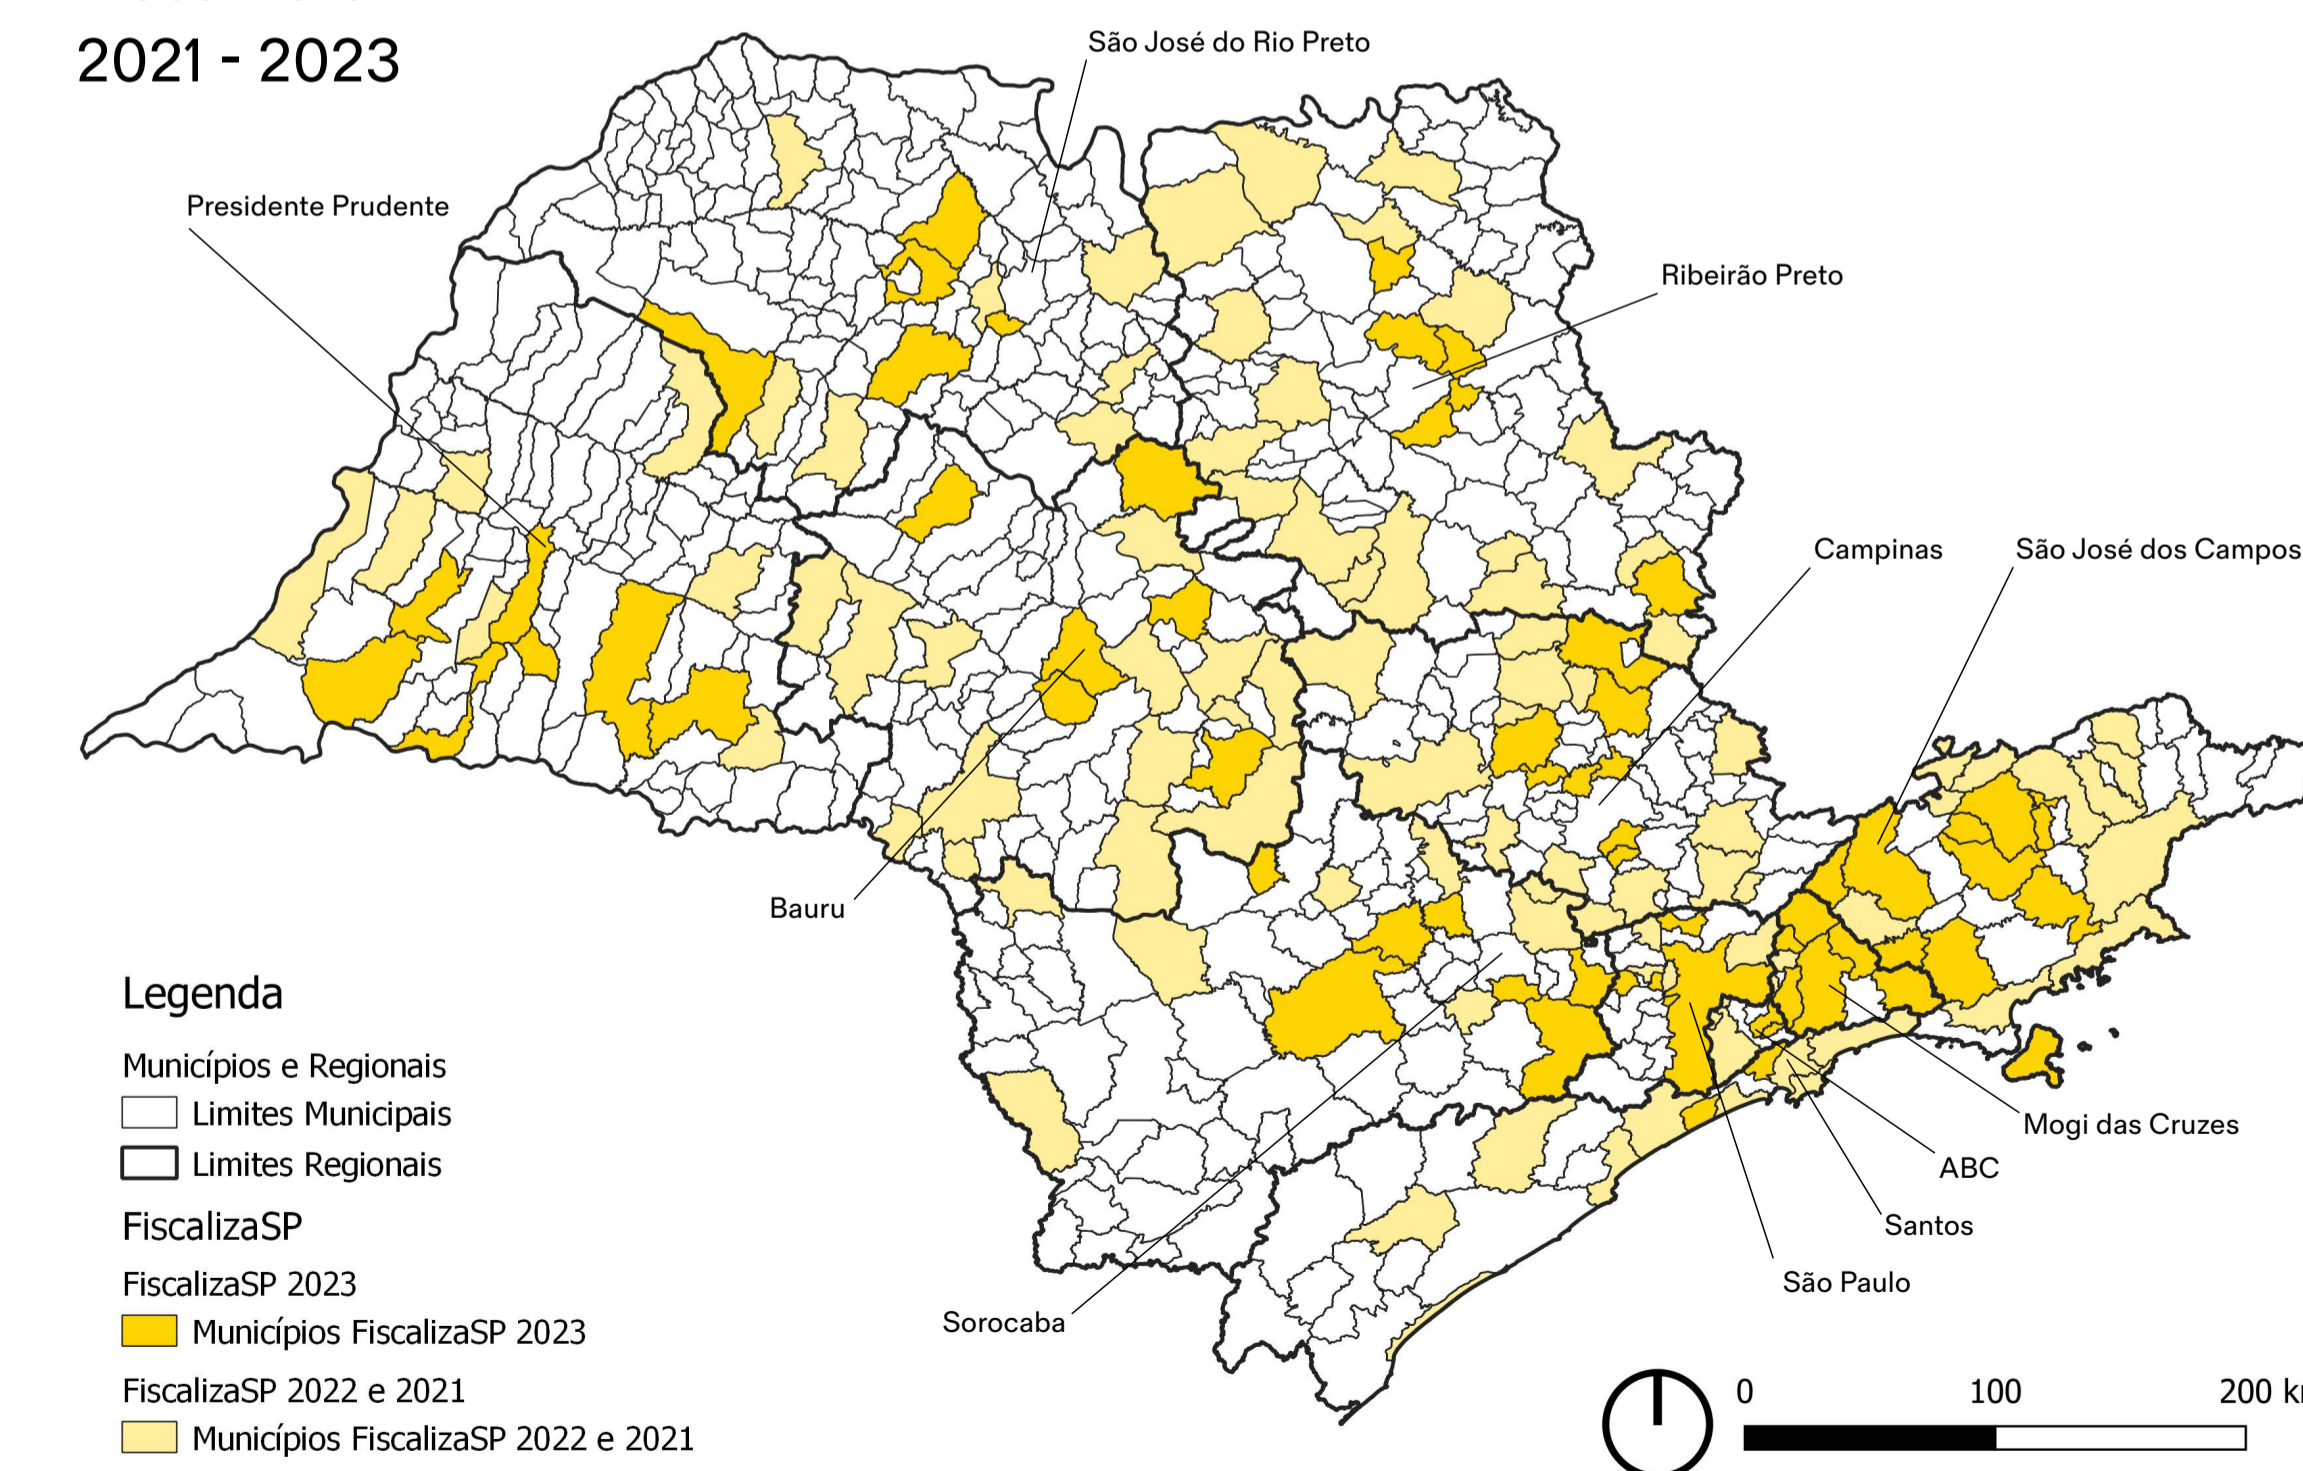 2021 - 2023
São José do Rio Preto
Presidente Prudente
Ribeirão Preto
Campinas
São José dos Campos
Bauru
Mogi das Cruzes
ABC
Santos
São Paulo
Sorocaba
Legenda
Municípios e Regionais
Limites Municipais
Limites Regionais
FiscalizaSP
FiscalizaSP 2023
Municípios FiscalizaSP 2023
FiscalizaSP 2022 e 2021
Municípios FiscalizaSP 2022 e 2021
0 100 200